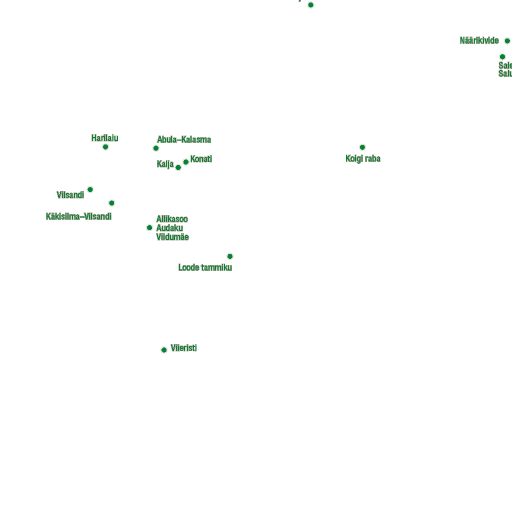 Näärikivide
Harilaiu
Abula–Kalasma
Konati
Kalja
Koigi raba
Vilsandi
Käkisilma–Vilsandi
Allikasoo
Audaku
Viidumäe
Loode tammiku
Viieristi